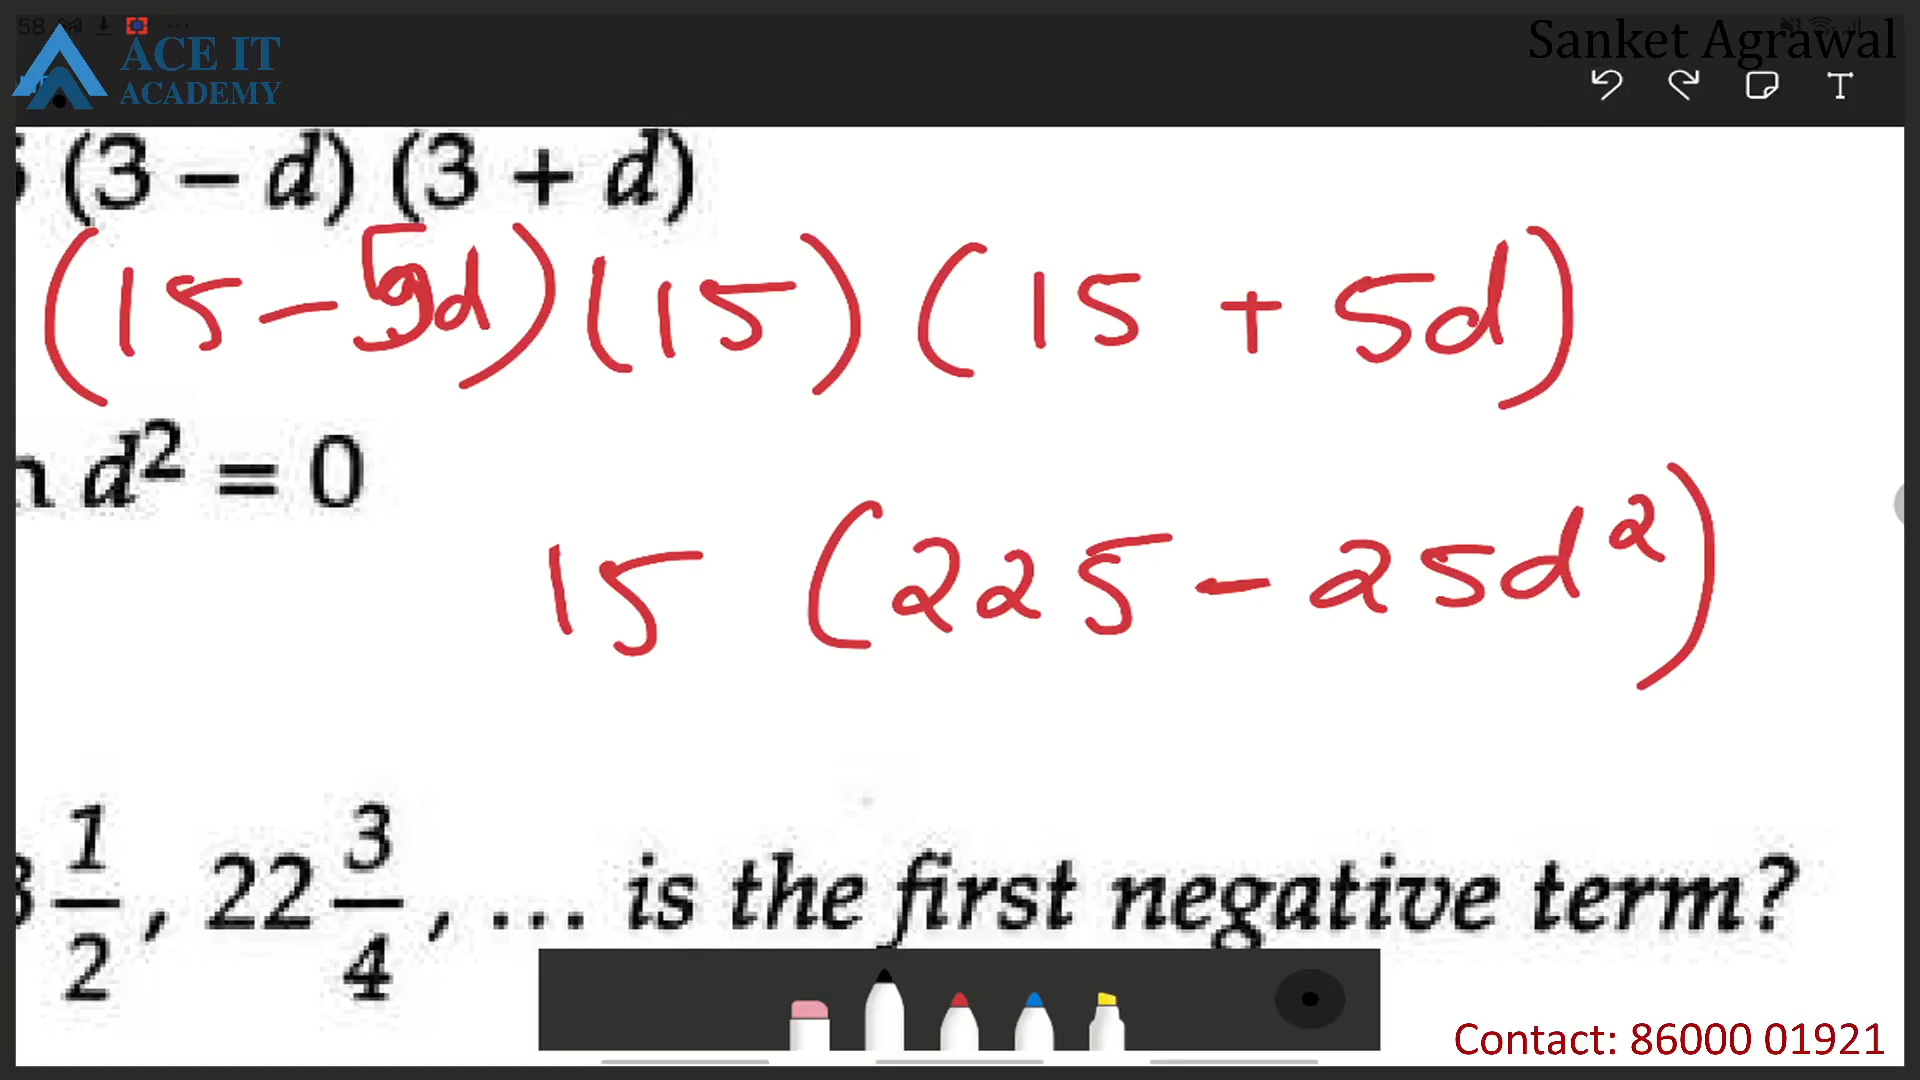 58
ACE IT
ACADEMY
Sanket Agrawal
T
(3 – d) (3 + d)
(15 – 5d) (15) (15 + 5d)
d² = 0
15 (225 – 25d²)
1/2, 22 3/4, ... is the first negative term?
Contact: 86000 01921